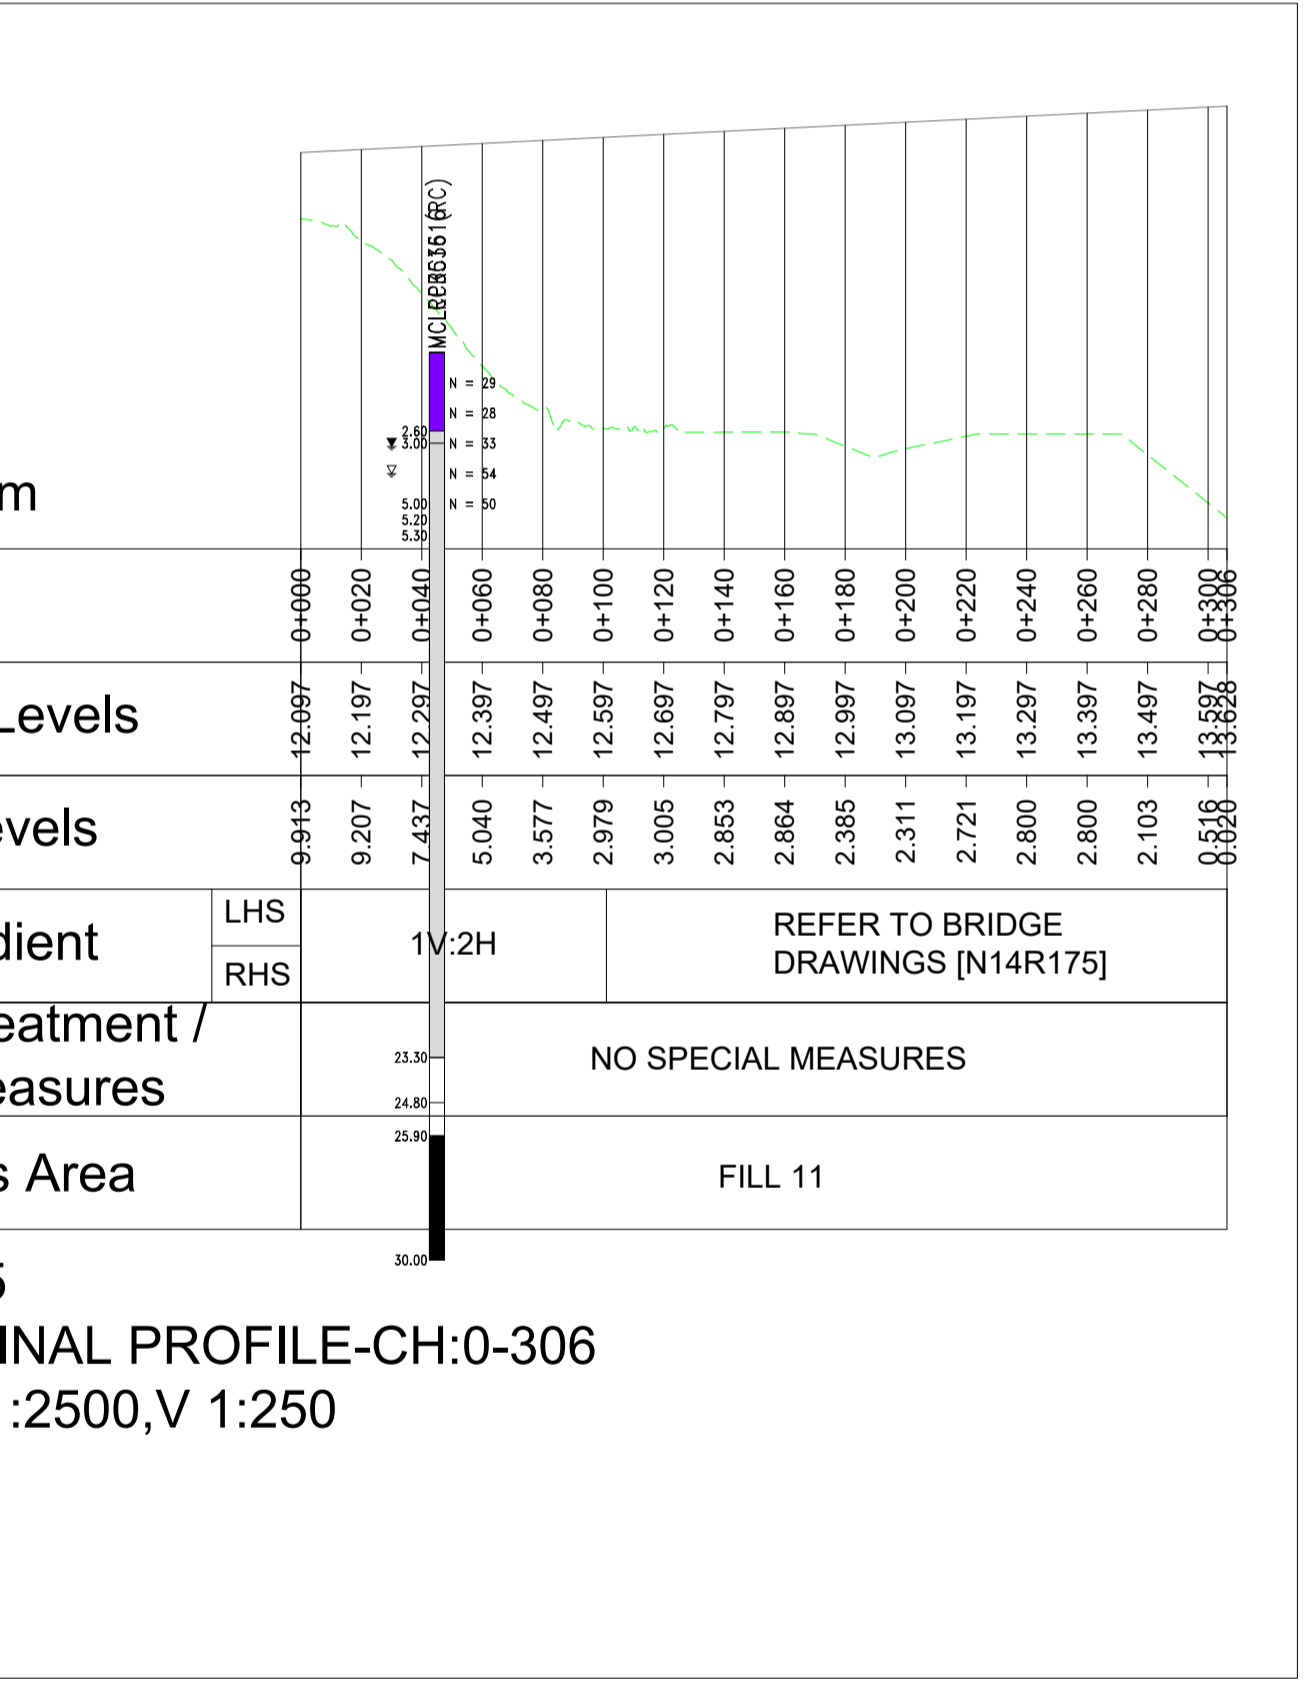 N = 29
N = 28
2.60
3.00
N = 33
N = 54
m
5.00
N = 50
5.20
5.30
0+000 0+020 0+040 0+060 0+080 0+100 0+120 0+140 0+160 0+180 0+200 0+220 0+240 0+260 0+280 0+300 0+306
Levels
12.097 12.197 12.297 12.397 12.497 12.597 12.697 12.797 12.897 12.997 13.097 13.197 13.297 13.397 13.497 13.597 13.628
evels
9.913 9.207 7.437 5.040 3.577 2.979 3.005 2.853 2.864 2.385 2.311 2.721 2.800 2.800 2.103 0.516 0.020
dient
LHS
RHS
1V:2H
REFER TO BRIDGE
DRAWINGS [N14R175]
eatment /
easures
23.30
NO SPECIAL MEASURES
24.80
25.90
s Area
FILL 11
30.00
5
INAL PROFILE-CH:0-306
:2500,V 1:250